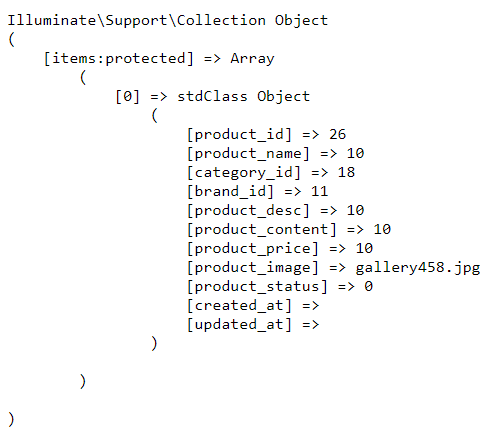 Illuminate\Support\Collection Object
(
    [items:protected] => Array
        (
            [0] => stdClass Object
                (
                    [product_id] => 26
                    [product_name] => 10
                    [category_id] => 18
                    [brand_id] => 11
                    [product_desc] => 10
                    [product_content] => 10
                    [product_price] => 10
                    [product_image] => gallery458.jpg
                    [product_status] => 0
                    [created_at] =>
                    [updated_at] =>
                )

        )

)